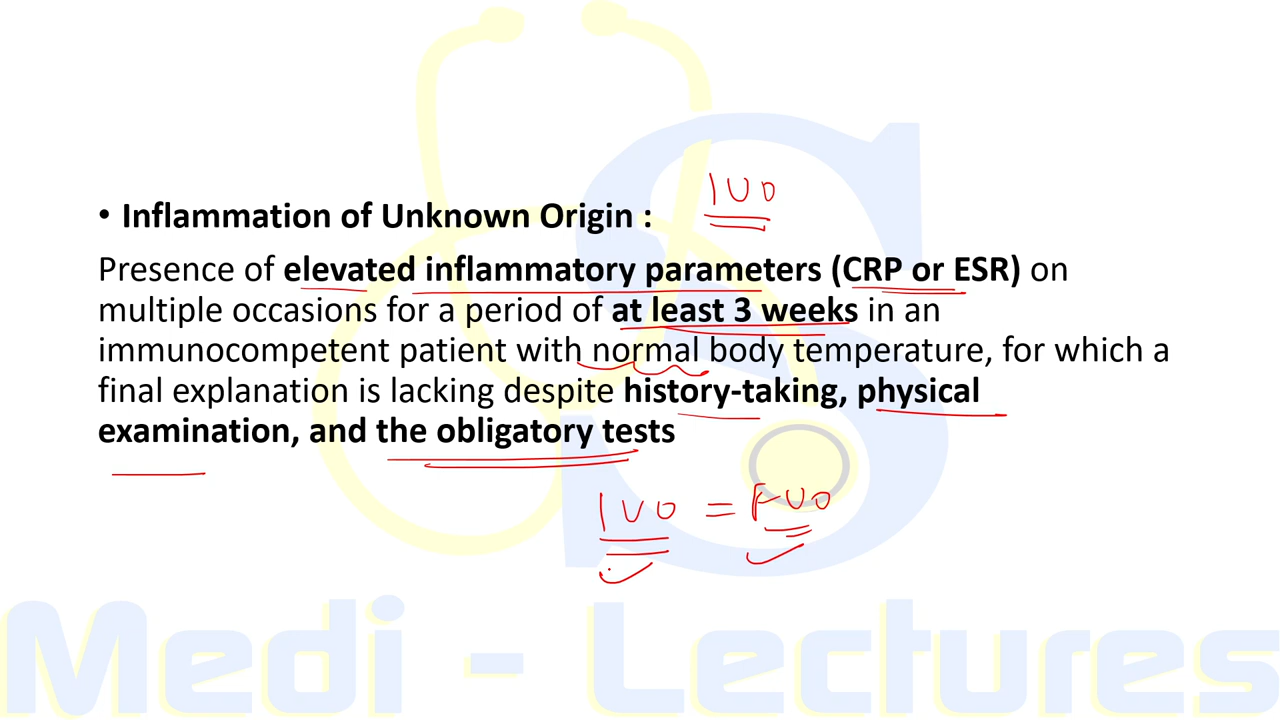 IUO
• Inflammation of Unknown Origin :
Presence of elevated inflammatory parameters (CRP or ESR) on
multiple occasions for a period of at least 3 weeks in an
immunocompetent patient with normal body temperature, for which a
final explanation is lacking despite history-taking, physical
examination, and the obligatory tests
IUO = FUO
Medi - Lectures